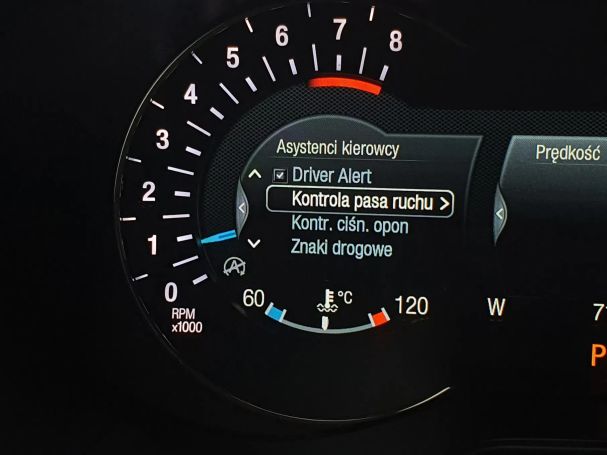 8
7
6
5
4
3
2
1
0
RPM
x1000
Asystenci kierowcy
Driver Alert
Kontrola pasa ruchu >
Kontr. ciśn. opon
Znaki drogowe
A
60
°C
120
Prędkość
W
P